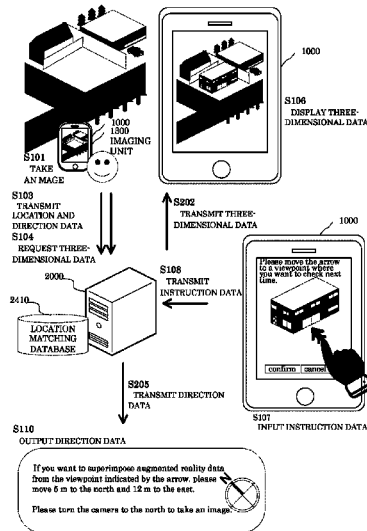 1000
1000
1300
IMAGING
UNIT
S101
TAKE
AN MAGE
S106
DISPLAY THREE-
DIMENSIONAL DATA
S103
TRANSMIT
LOCATION AND
DIRECTION DATA
S104
REQUEST THREE-
DIMENSIONAL DATA
S202
TRANSMIT THREE-
DIMENSIONAL DATA
1000
2000
2410
LOCATION
MATCHING
DATABASE
S108
TRANSMIT
INSTRUCTION DATA
Please move the arrow
to a viewpoint where
you want to check next
time.
confirm
cancel
S107
INPUT INSTRUCTION DATA
S205
TRANSMIT DIRECTION
DATA
S110
OUTPUT DIRECTION DATA
If you want to superimpose augmented reality data
from the viewpoint indicated by the arrow. please
move 5 m to the north and 12 m to the east.
N
Please turn the camera to the north to take an image.